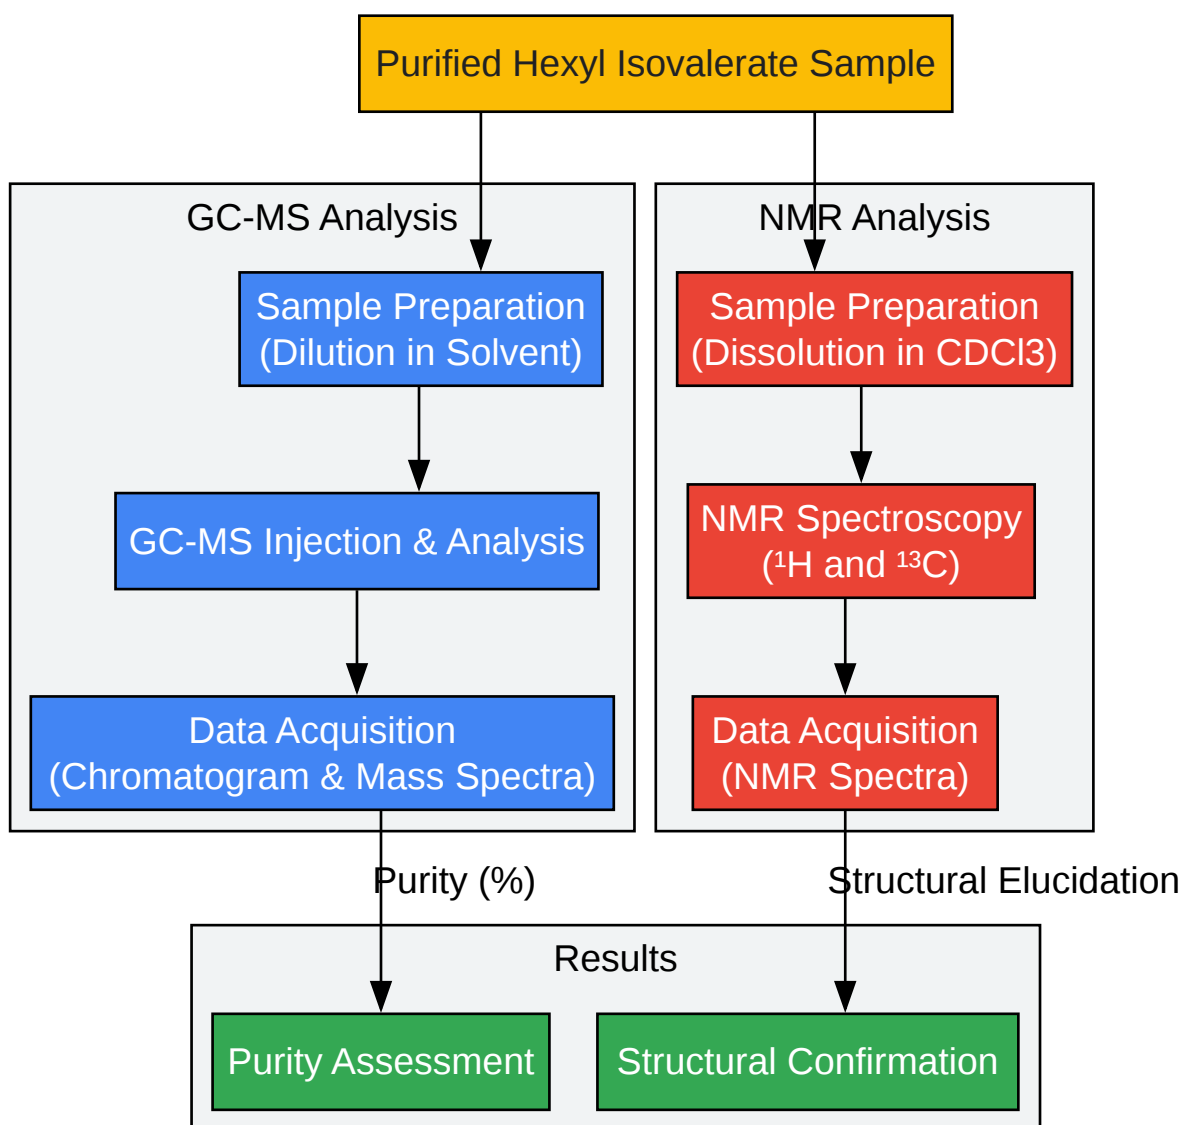 Purified Hexyl Isovalerate Sample
GC-MS Analysis
Sample Preparation
(Dilution in Solvent)
GC-MS Injection & Analysis
Data Acquisition
(Chromatogram & Mass Spectra)
Purity (%)
NMR Analysis
Sample Preparation
(Dissolution in CDCl3)
NMR Spectroscopy
(¹H and ¹³C)
Data Acquisition
(NMR Spectra)
Structural Elucidation
Results
Purity Assessment
Structural Confirmation